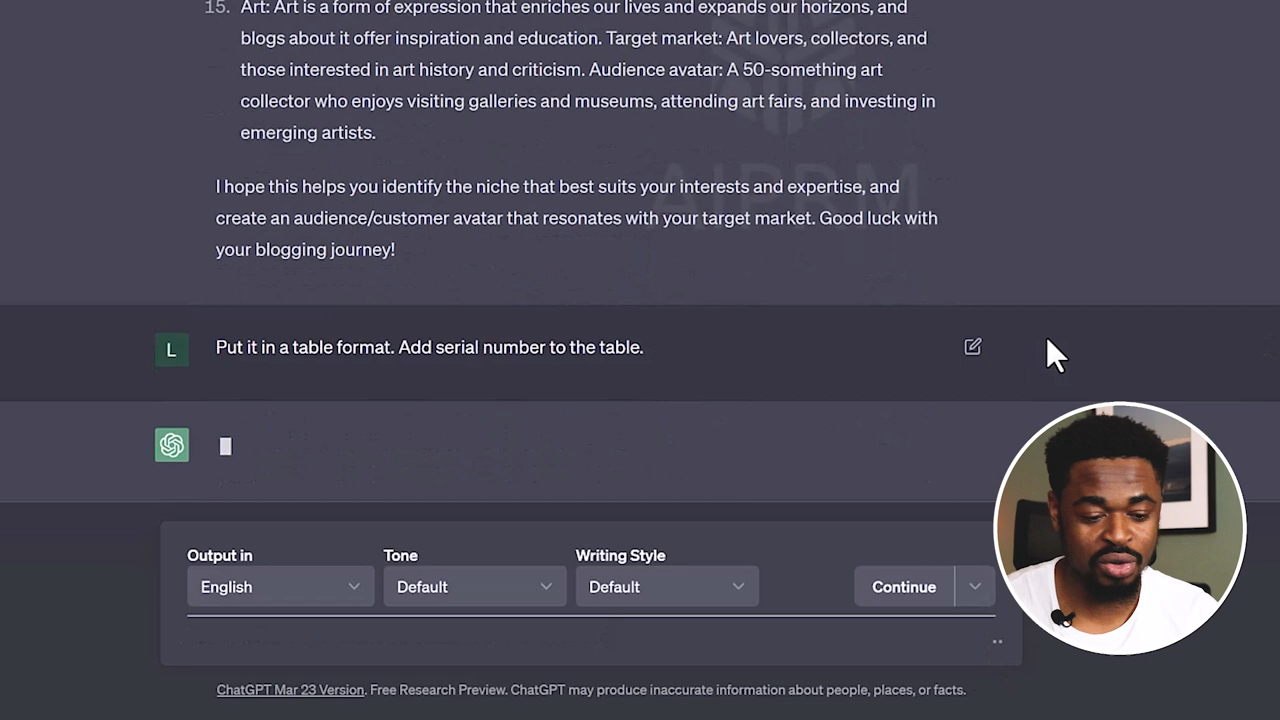 15. Art: Art is a form of expression that enriches our lives and expands our horizons, and
blogs about it offer inspiration and education. Target market: Art lovers, collectors, and
those interested in art history and criticism. Audience avatar: A 50-something art
collector who enjoys visiting galleries and museums, attending art fairs, and investing in
emerging artists.
I hope this helps you identify the niche that best suits your interests and expertise, and
create an audience/customer avatar that resonates with your target market. Good luck with
your blogging journey!
AIPRM
L Put it in a table format. Add serial number to the table.
Output in Tone Writing Style
English Default Default Continue
ChatGPT Mar 23 Version. Free Research Preview. ChatGPT may produce inaccurate information about people, places, or facts.